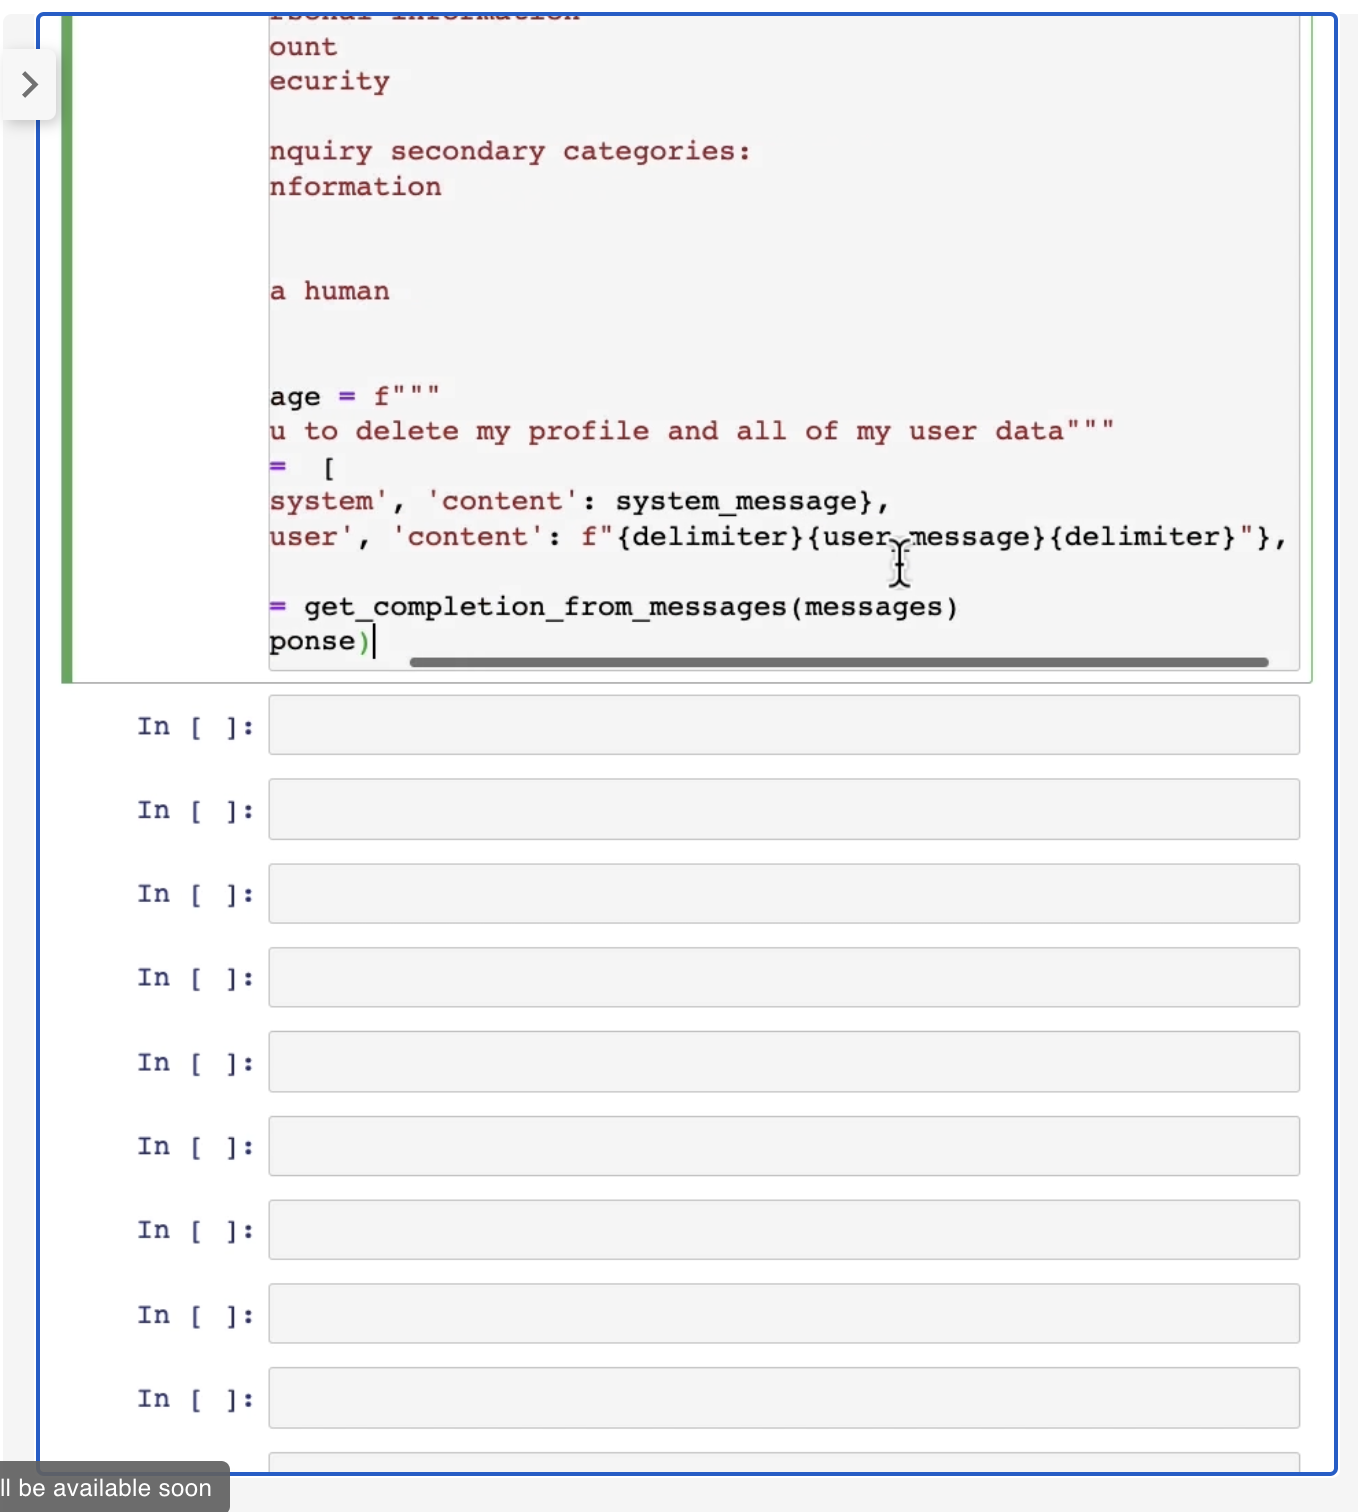 rsonal information
ount
ecurity
nquiry secondary categories:
nformation
a human
age = f"""
u to delete my profile and all of my user data"""
=  [
system', 'content': system_message},
user', 'content': f"{delimiter}{user_message}{delimiter}"},
= get_completion_from_messages(messages)
ponse)
In [ ]:
In [ ]:
In [ ]:
In [ ]:
In [ ]:
In [ ]:
In [ ]:
In [ ]:
In [ ]:
ll be available soon